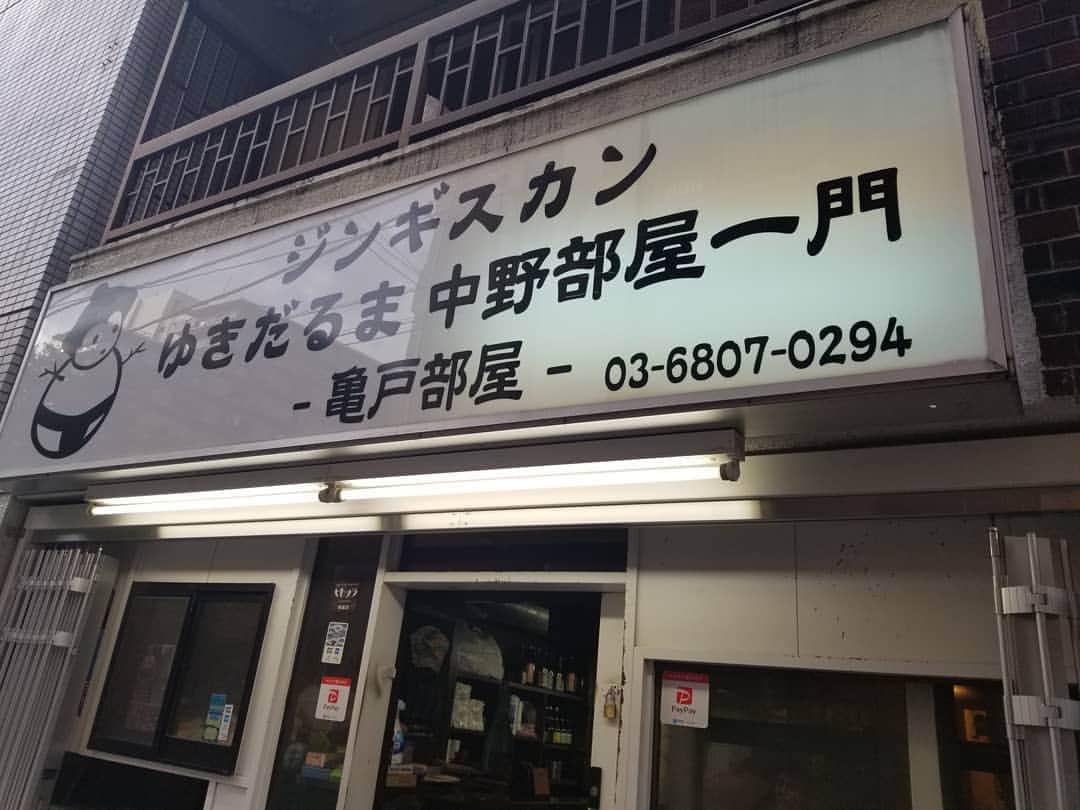 ジンギスカン
ゆきだるま 中野部屋一門
- 亀戸部屋 - 03-6807-0294
PayPay
PayPay